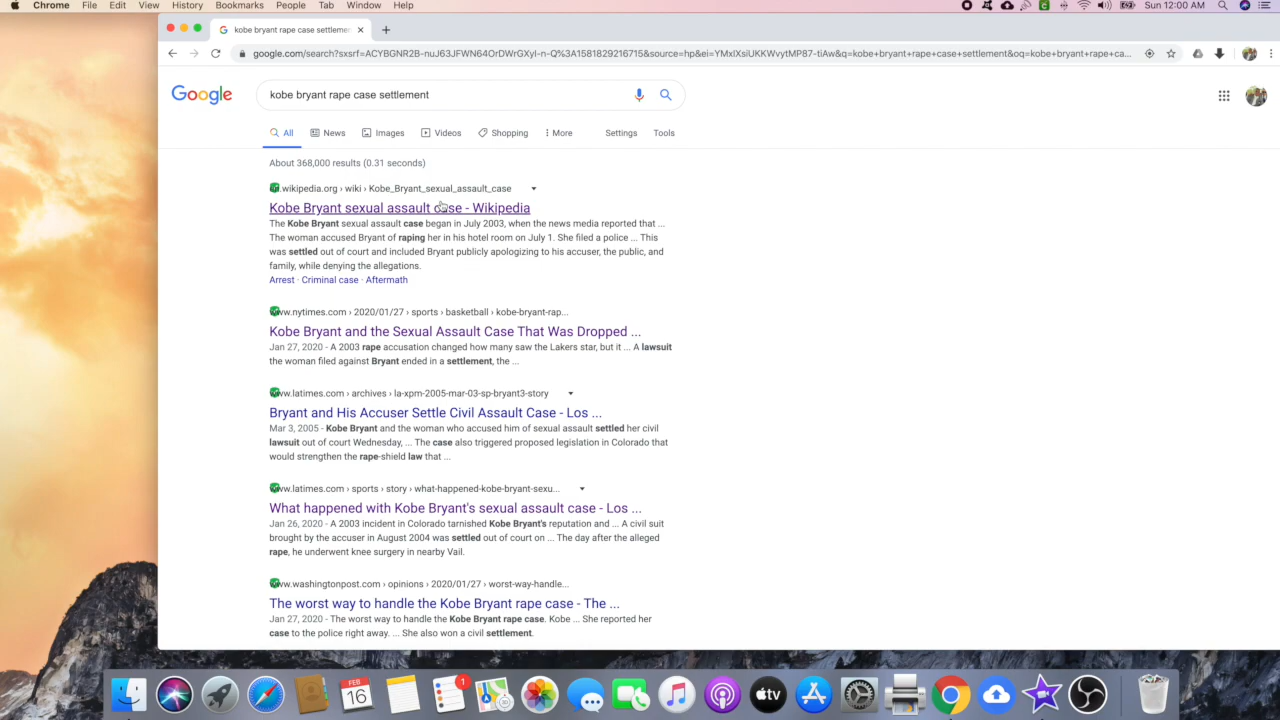 Chrome File Edit View History Bookmarks People Tab Window Help Sun 12:00 AM
kobe bryant rape case settlemen
google.com/search?sxsrf=ACYBGNR2B-nuJ63JFWN64OrDWrGXyI-n-Q%3A1581829216715&source=hp&ei=YMxIXsiUKKWvytMP87-tiAw&q=kobe+bryant+rape+case+settlement&oq=kobe+bryant+rape+ca...
Google
kobe bryant rape case settlement
All News Images Videos Shopping More Settings Tools
About 368,000 results (0.31 seconds)
.wikipedia.org › wiki › Kobe_Bryant_sexual_assault_case
Kobe Bryant sexual assault case - Wikipedia
The Kobe Bryant sexual assault case began in July 2003, when the news media reported that ...
The woman accused Bryant of raping her in his hotel room on July 1. She filed a police ... This
was settled out of court and included Bryant publicly apologizing to his accuser, the public, and
family, while denying the allegations.
Arrest · Criminal case · Aftermath
www.nytimes.com › 2020/01/27 › sports › basketball › kobe-bryant-rap...
Kobe Bryant and the Sexual Assault Case That Was Dropped ...
Jan 27, 2020 - A 2003 rape accusation changed how many saw the Lakers star, but it ... A lawsuit
the woman filed against Bryant ended in a settlement, the ...
www.latimes.com › archives › la-xpm-2005-mar-03-sp-bryant3-story
Bryant and His Accuser Settle Civil Assault Case - Los ...
Mar 3, 2005 - Kobe Bryant and the woman who accused him of sexual assault settled her civil
lawsuit out of court Wednesday, ... The case also triggered proposed legislation in Colorado that
would strengthen the rape-shield law that ...
www.latimes.com › sports › story › what-happened-kobe-bryant-sexu...
What happened with Kobe Bryant's sexual assault case - Los ...
Jan 26, 2020 - A 2003 incident in Colorado tarnished Kobe Bryant's reputation and ... A civil suit
brought by the accuser in August 2004 was settled out of court on ... The day after the alleged
rape, he underwent knee surgery in nearby Vail.
www.washingtonpost.com › opinions › 2020/01/27 › worst-way-handle...
The worst way to handle the Kobe Bryant rape case - The ...
Jan 27, 2020 - The worst way to handle the Kobe Bryant rape case. Kobe ... She reported her
case to the police right away. ... She also won a civil settlement.
FEB
16
1
tv